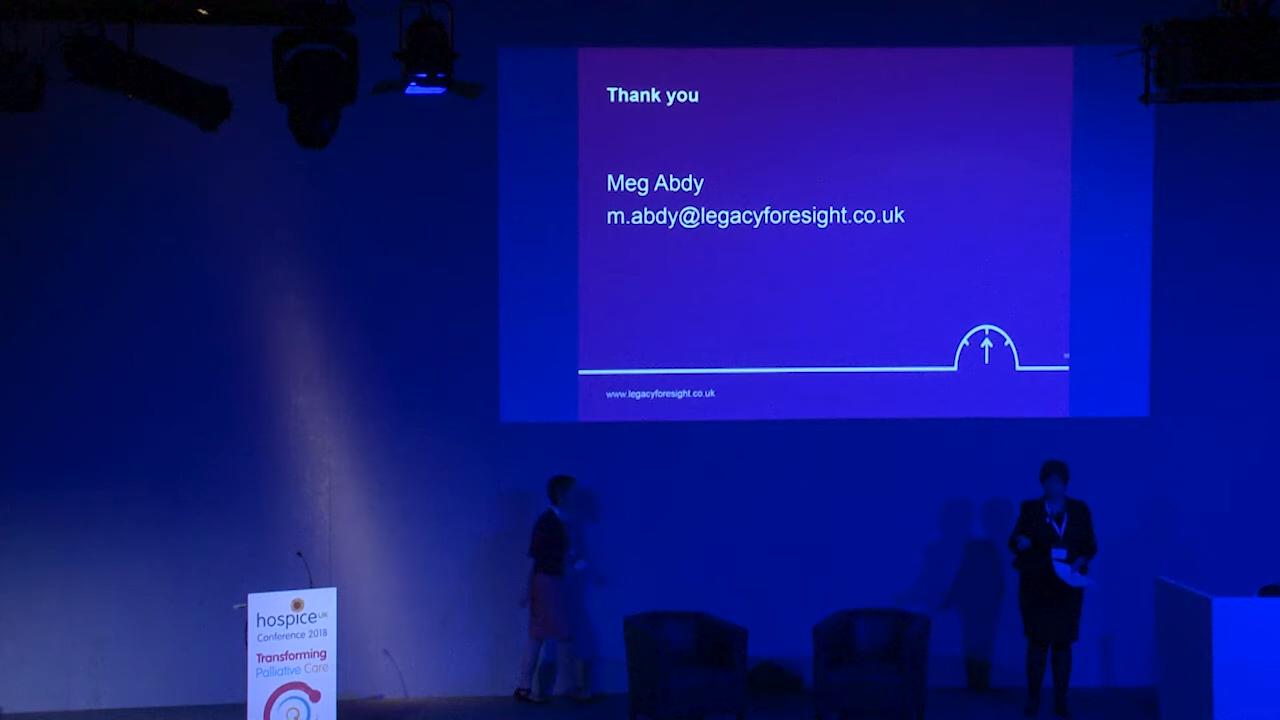 Thank you
Meg Abdy
m.abdy@legacyforesight.co.uk
www.legacyforesight.co.uk
hospice UK
Conference 2018
Transforming
Palliative Care